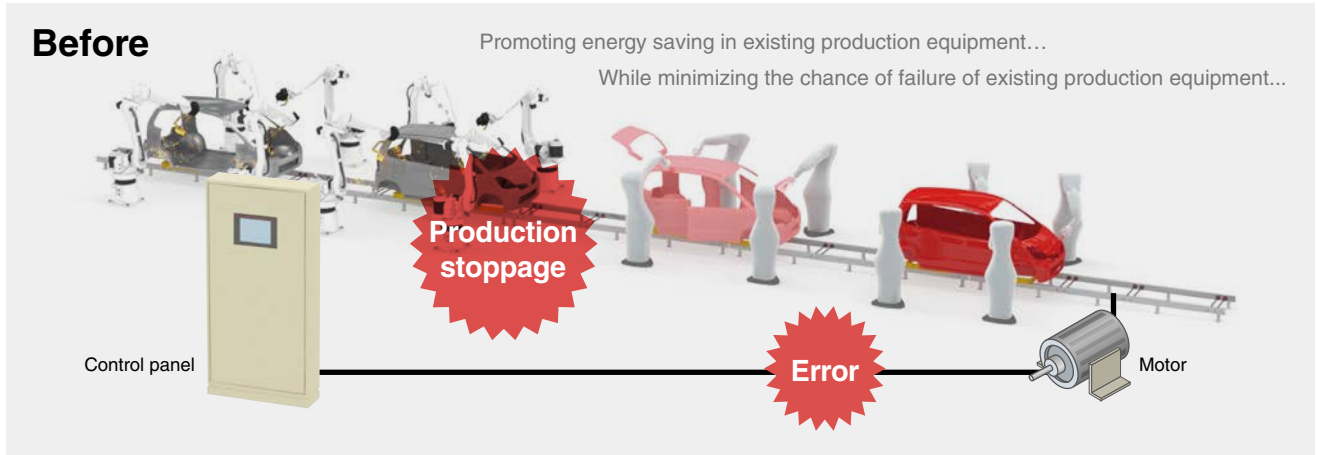 Before
Promoting energy saving in existing production equipment…
While minimizing the chance of failure of existing production equipment...
Production
stoppage
Control panel
Error
Motor